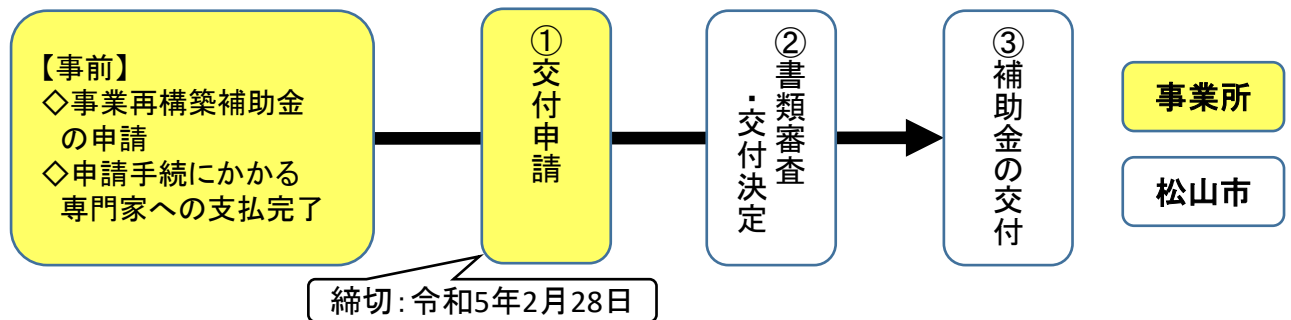 【事前】
◇事業再構築補助金
の申請
◇申請手続にかかる
専門家への支払完了
①交付申請
②書類審査
・交付決定
③補助金の交付
事業所
松山市
締切：令和5年2月28日